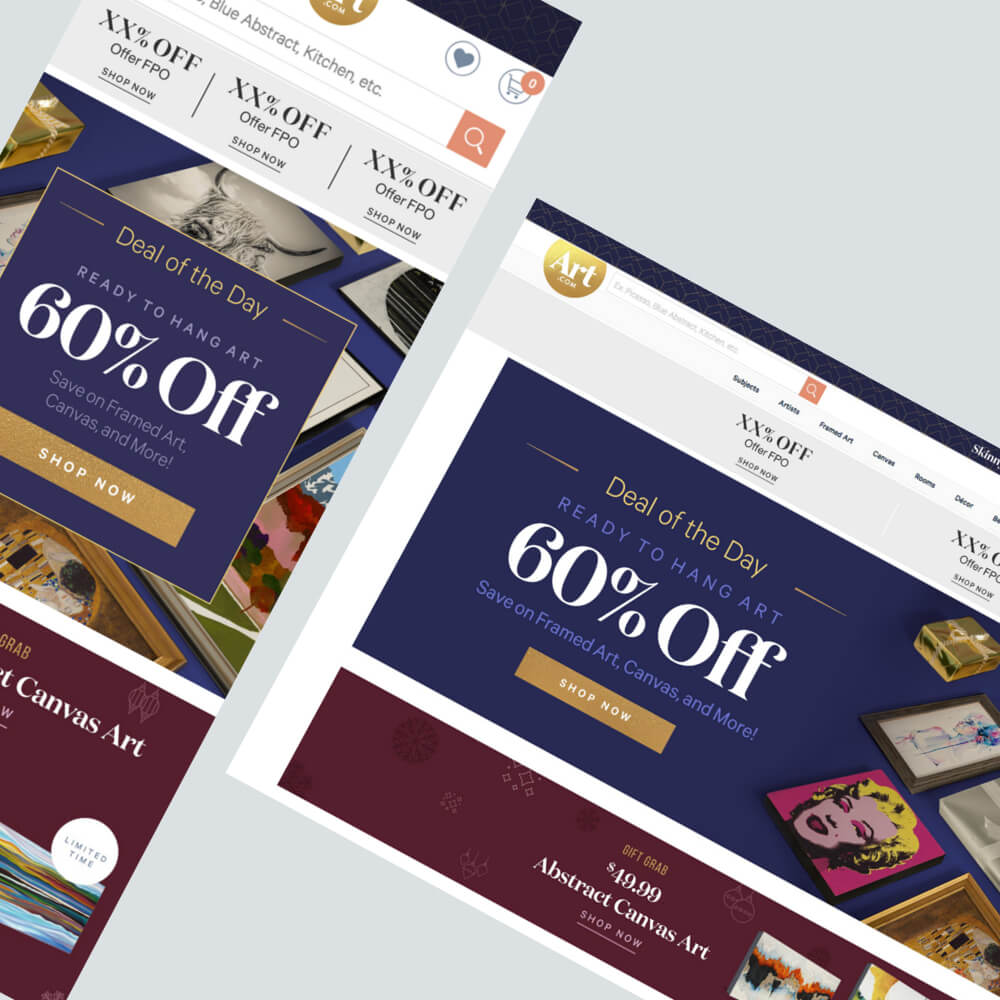 Art
.COM
, Blue Abstract, Kitchen, etc.
0
XX% OFF
Offer FPO
SHOP NOW
XX% OFF
Offer FPO
SHOP NOW
XX% OFF
Offer FPO
SHOP NOW
Deal of the Day
READY TO HANG ART
60% Off
Save on Framed Art,
Canvas, and More!
SHOP NOW
GRAB
Canvas Art
LIMITED
TIME
Art
.COM
Ex. Picasso, Blue Abstract, Kitchen, etc.
Subjects
Artists
Framed Art
Canvas
Rooms
Décor
XX% OFF
Offer FPO
SHOP NOW
XX%
Offer FPO
SHOP NOW
Deal of the Day
READY TO HANG ART
60% Off
Save on Framed Art, Canvas, and More!
SHOP NOW
GIFT GRAB
$49.99
Abstract Canvas Art
SHOP NOW